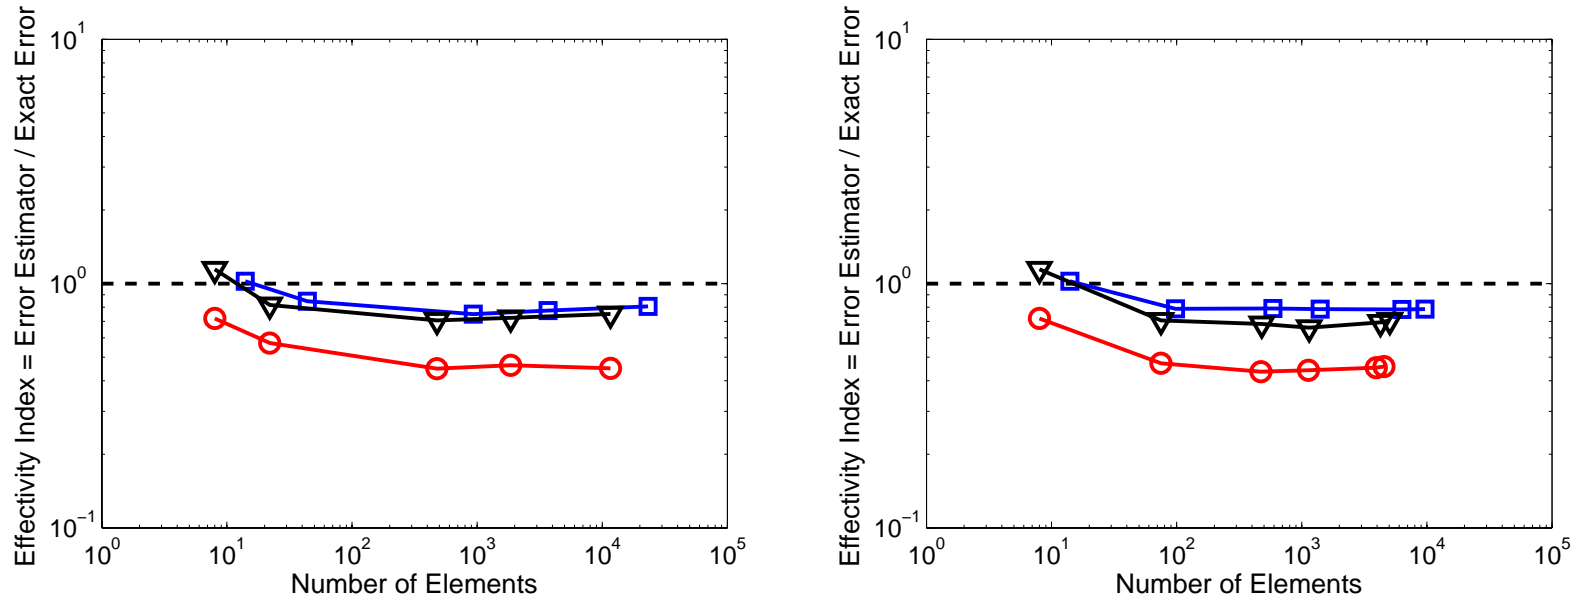 Effectivity Index = Error Estimator / Exact Error
10^1
10^0
10^-1
10^0 10^1 10^2 10^3 10^4 10^5
Number of Elements
Effectivity Index = Error Estimator / Exact Error
10^1
10^0
10^-1
10^0 10^1 10^2 10^3 10^4 10^5
Number of Elements